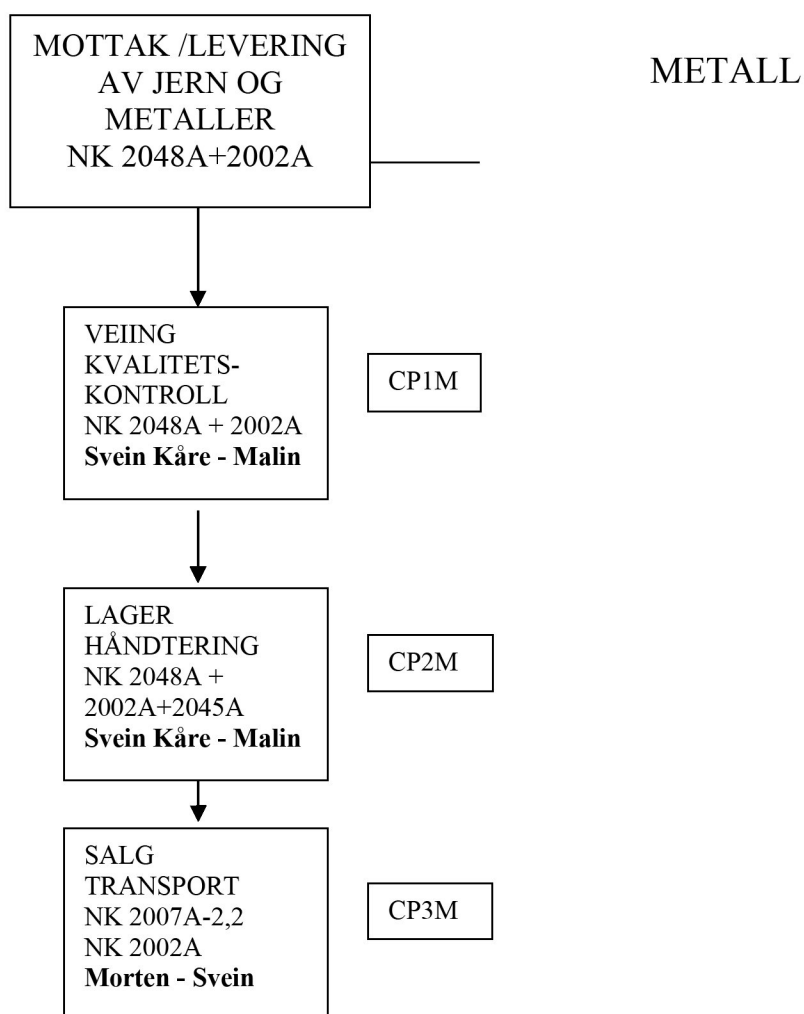 MOTTAK /LEVERING
AV JERN OG
METALLER
NK 2048A+2002A
METALL
VEIING
KVALITETS-
KONTROLL
NK 2048A + 2002A
Svein Kåre - Malin
CP1M
LAGER
HÅNDTERING
NK 2048A +
2002A+2045A
Svein Kåre - Malin
CP2M
SALG
TRANSPORT
NK 2007A-2,2
NK 2002A
Morten - Svein
CP3M